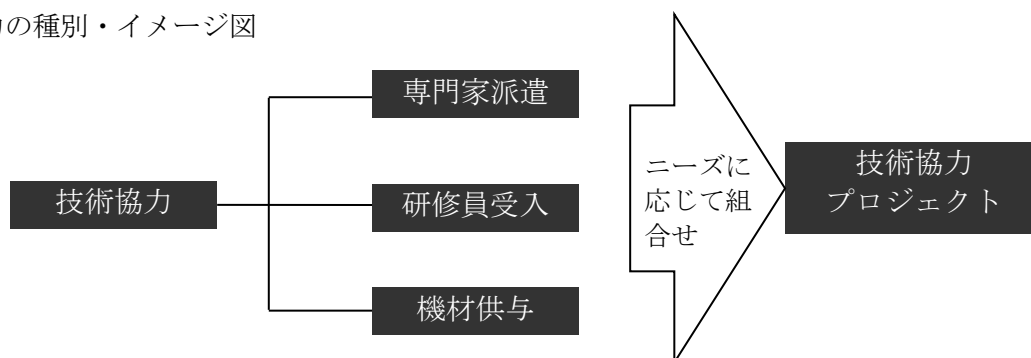 の種別・イメージ図
専門家派遣
技術協力
研修員受入
機材供与
ニーズに
応じて組
合せ
技術協力
プロジェクト